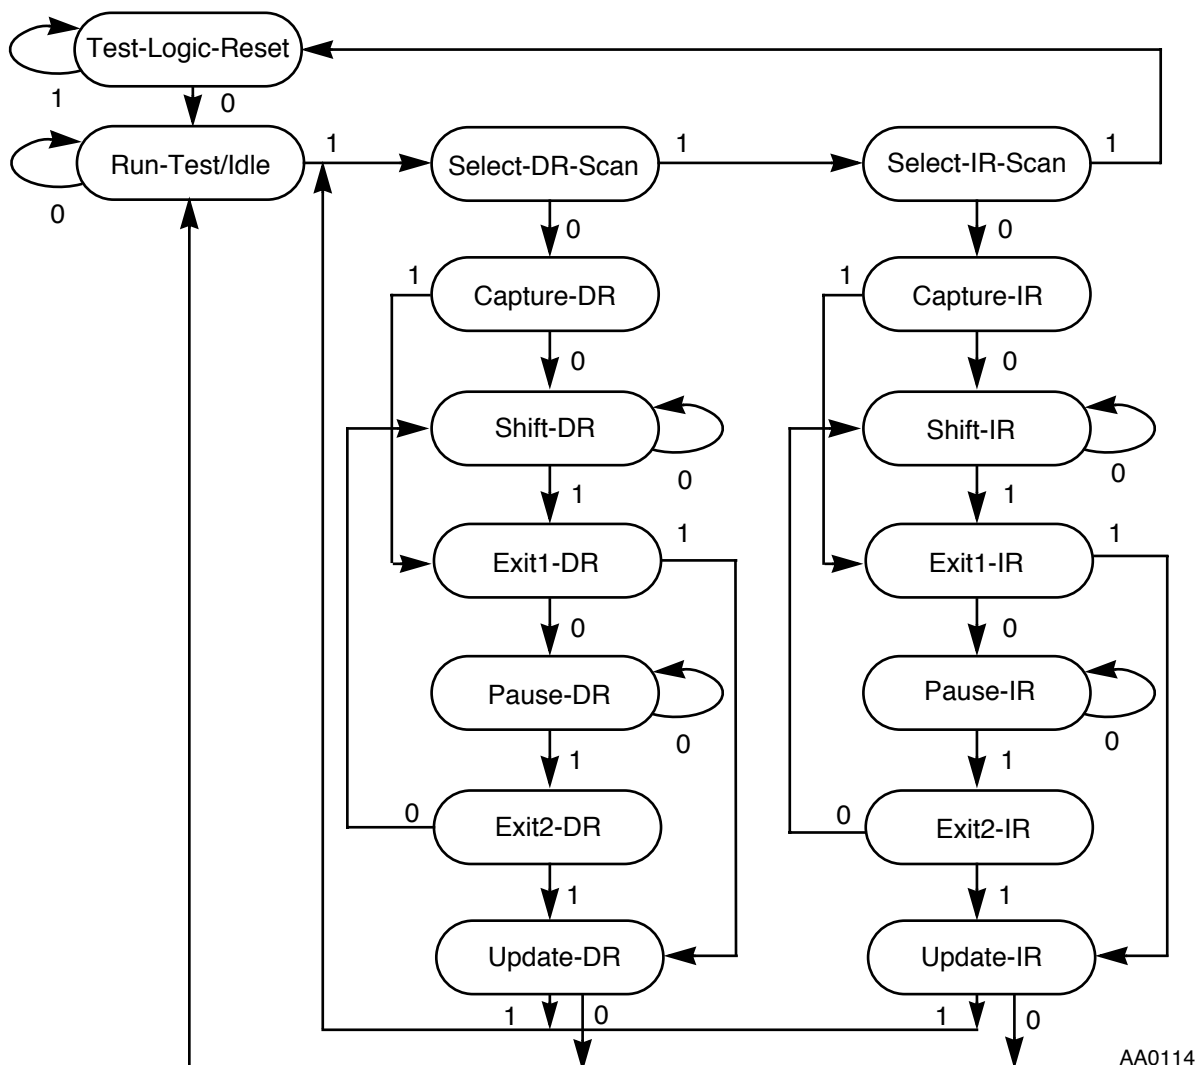 Test-Logic-Reset
1
0
Run-Test/Idle
1
Select-DR-Scan
1
Select-IR-Scan
1
0
0
0
1
Capture-DR
1
Capture-IR
0
0
Shift-DR
Shift-IR
0
0
1
1
Exit1-DR
1
Exit1-IR
1
0
0
Pause-DR
Pause-IR
0
0
1
1
0
Exit2-DR
0
Exit2-IR
1
1
Update-DR
Update-IR
1
0
1
0
AA0114